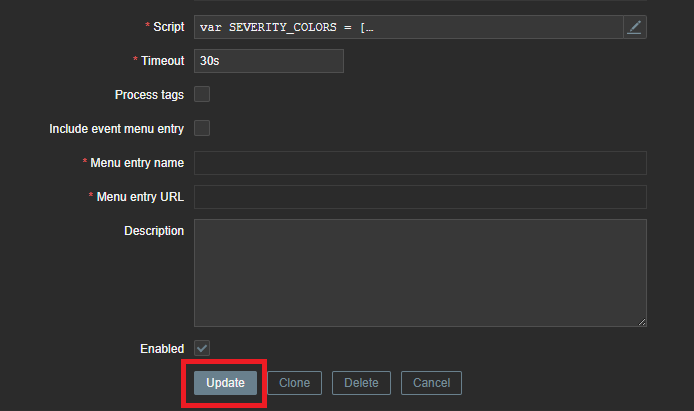 * Script var SEVERITY_COLORS = […
* Timeout 30s
Process tags
Include event menu entry
* Menu entry name
* Menu entry URL
Description
Enabled
Update Clone Delete Cancel